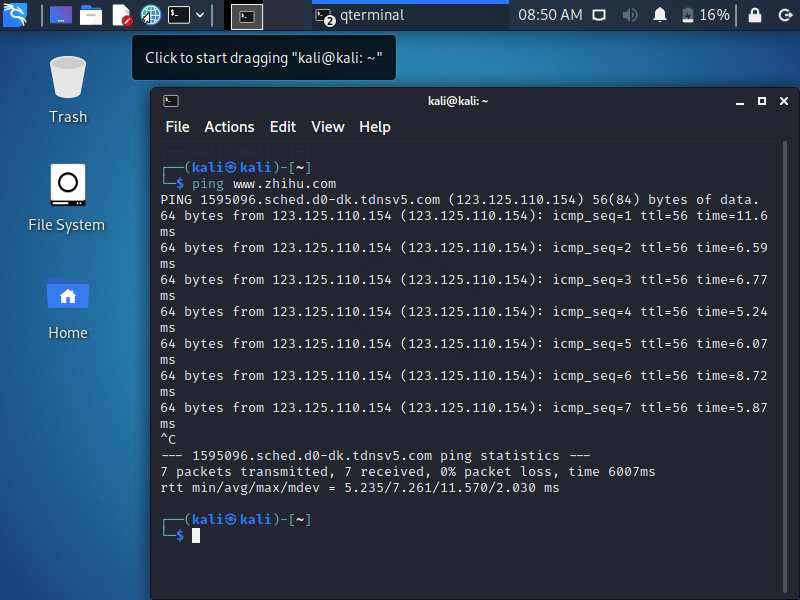 qterminal
2
08:50 AM
16%
Click to start dragging "kali@kali: ~"
Trash
File System
Home
kali@kali: ~
File Actions Edit View Help
┌──(kali㉿kali)-[~]
└─$ ping www.zhihu.com
PING 1595096.sched.d0-dk.tdnsv5.com (123.125.110.154) 56(84) bytes of data.
64 bytes from 123.125.110.154 (123.125.110.154): icmp_seq=1 ttl=56 time=11.6
ms
64 bytes from 123.125.110.154 (123.125.110.154): icmp_seq=2 ttl=56 time=6.59
ms
64 bytes from 123.125.110.154 (123.125.110.154): icmp_seq=3 ttl=56 time=6.77
ms
64 bytes from 123.125.110.154 (123.125.110.154): icmp_seq=4 ttl=56 time=5.24
ms
64 bytes from 123.125.110.154 (123.125.110.154): icmp_seq=5 ttl=56 time=6.07
ms
64 bytes from 123.125.110.154 (123.125.110.154): icmp_seq=6 ttl=56 time=8.72
ms
64 bytes from 123.125.110.154 (123.125.110.154): icmp_seq=7 ttl=56 time=5.87
ms
^C
--- 1595096.sched.d0-dk.tdnsv5.com ping statistics ---
7 packets transmitted, 7 received, 0% packet loss, time 6007ms
rtt min/avg/max/mdev = 5.235/7.261/11.570/2.030 ms
┌──(kali㉿kali)-[~]
└─$